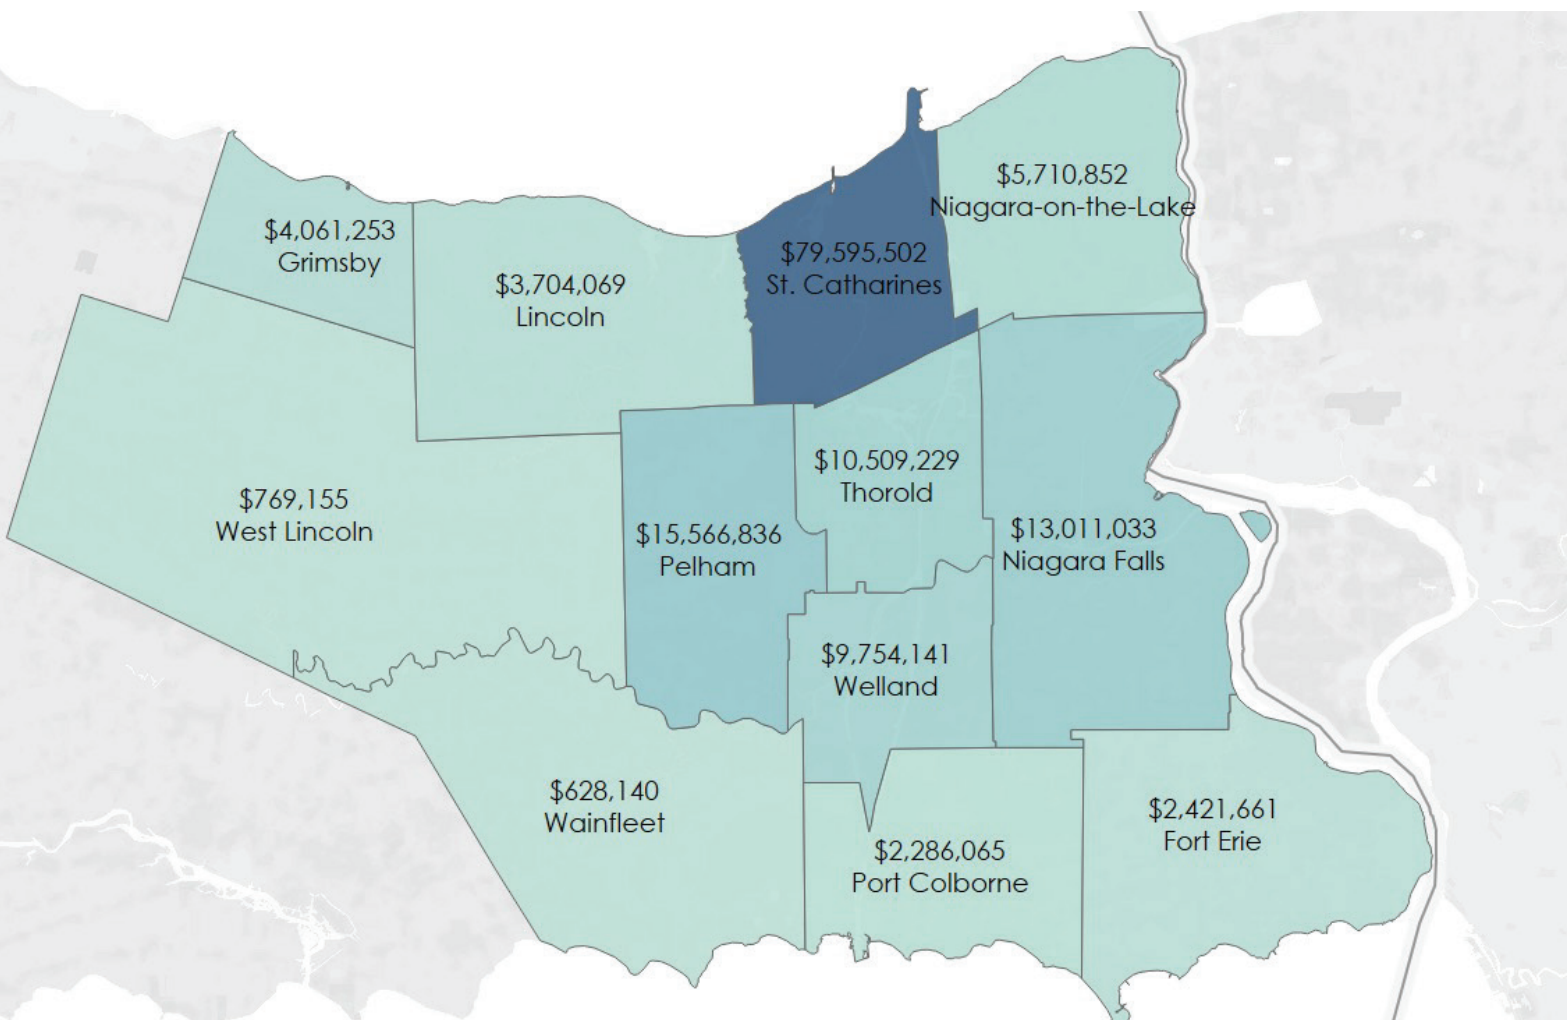 $5,710,852
Niagara-on-the-Lake
$4,061,253
Grimsby
$79,595,502
St. Catharines
$3,704,069
Lincoln
$10,509,229
Thorold
$769,155
West Lincoln
$15,566,836
Pelham
$13,011,033
Niagara Falls
$9,754,141
Welland
$628,140
Wainfleet
$2,421,661
Fort Erie
$2,286,065
Port Colborne